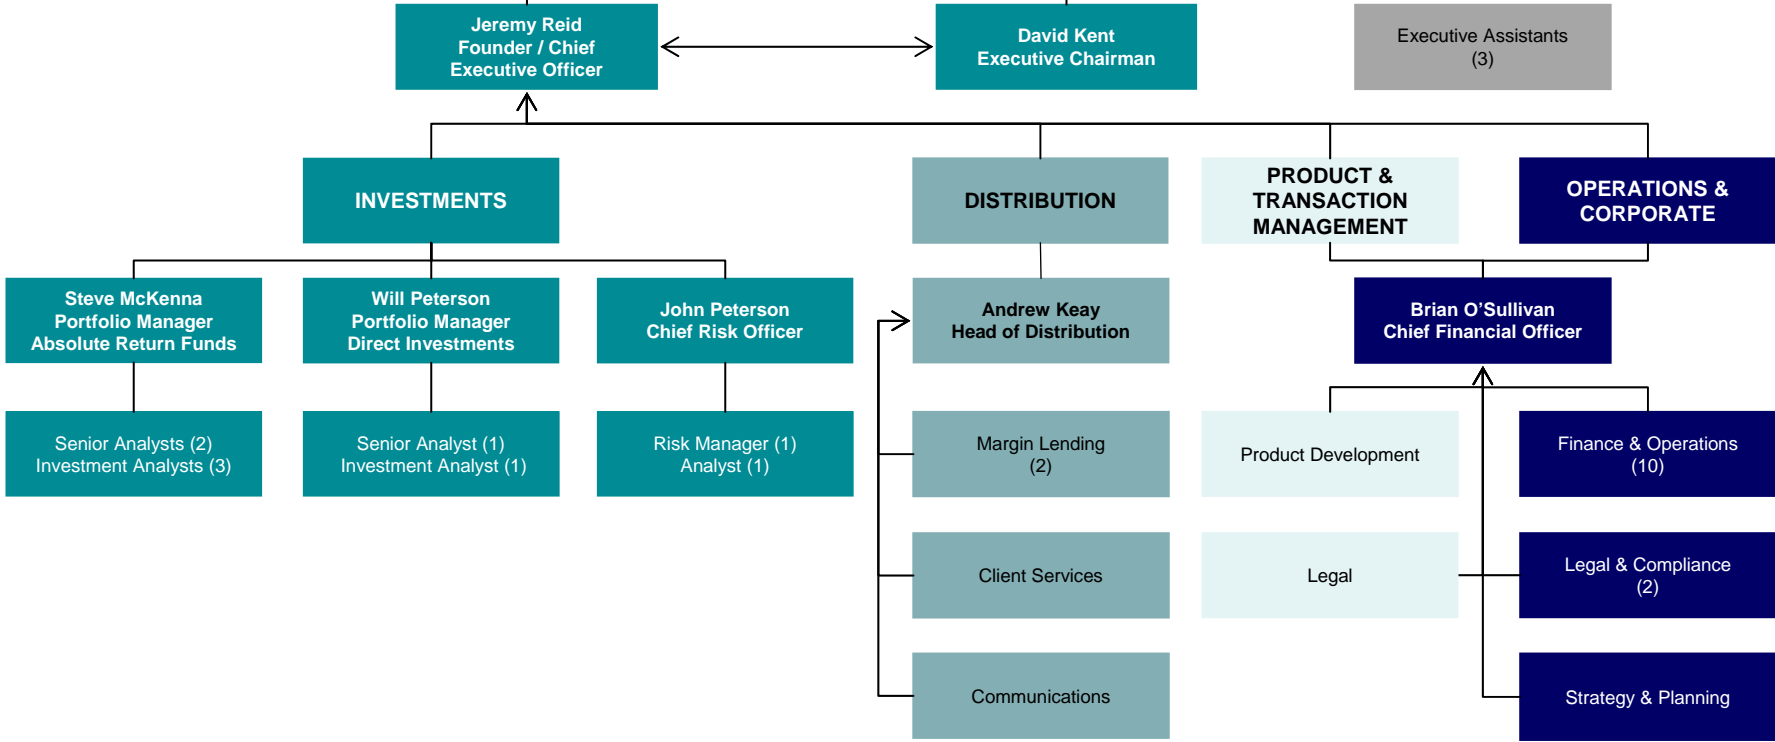 Jeremy Reid
Founder / Chief
Executive Officer
David Kent
Executive Chairman
Executive Assistants
(3)
INVESTMENTS
DISTRIBUTION
PRODUCT &
TRANSACTION
MANAGEMENT
OPERATIONS &
CORPORATE
Steve McKenna
Portfolio Manager
Absolute Return Funds
Will Peterson
Portfolio Manager
Direct Investments
John Peterson
Chief Risk Officer
Andrew Keay
Head of Distribution
Brian O’Sullivan
Chief Financial Officer
Senior Analysts (2)
Investment Analysts (3)
Senior Analyst (1)
Investment Analyst (1)
Risk Manager (1)
Analyst (1)
Margin Lending
(2)
Product Development
Finance & Operations
(10)
Client Services
Legal
Legal & Compliance
(2)
Communications
Strategy & Planning